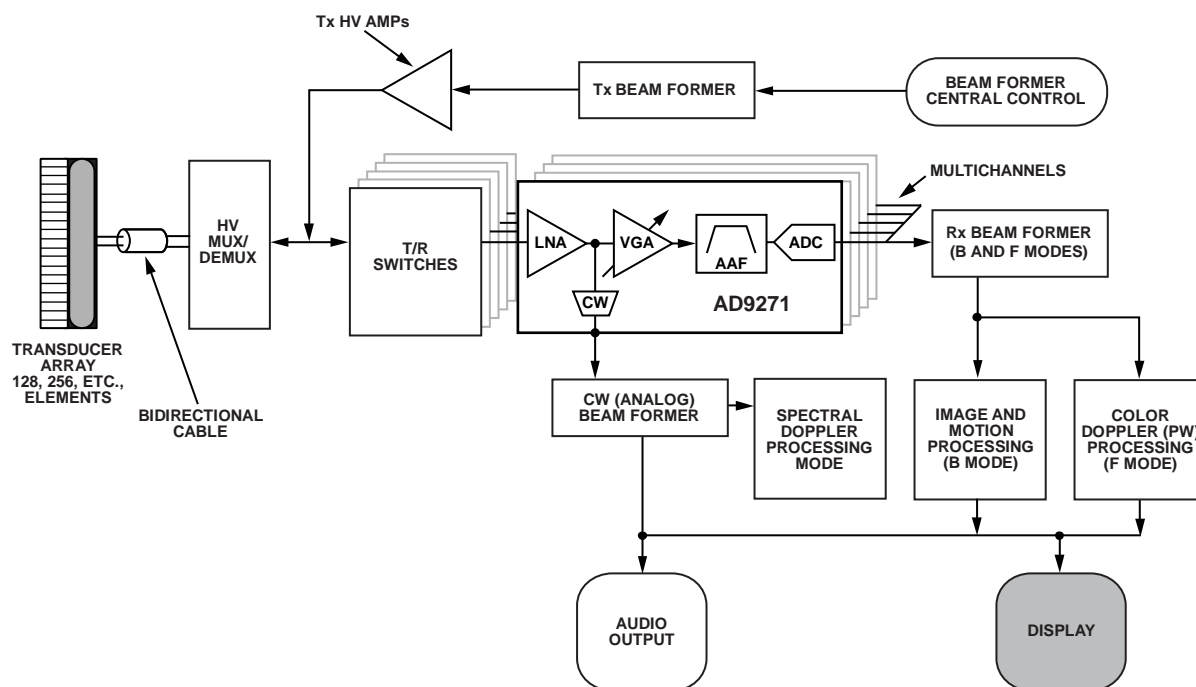 Tx HV AMPs
Tx BEAM FORMER
BEAM FORMER
CENTRAL CONTROL
MULTICHANNELS
HV
MUX/
DEMUX
T/R
SWITCHES
LNA
VGA
AAF
ADC
CW
AD9271
Rx BEAM FORMER
(B AND F MODES)
TRANSDUCER
ARRAY
128, 256, ETC.,
ELEMENTS
BIDIRECTIONAL
CABLE
CW (ANALOG)
BEAM FORMER
SPECTRAL
DOPPLER
PROCESSING
MODE
IMAGE AND
MOTION
PROCESSING
(B MODE)
COLOR
DOPPLER (PW)
PROCESSING
(F MODE)
AUDIO
OUTPUT
DISPLAY